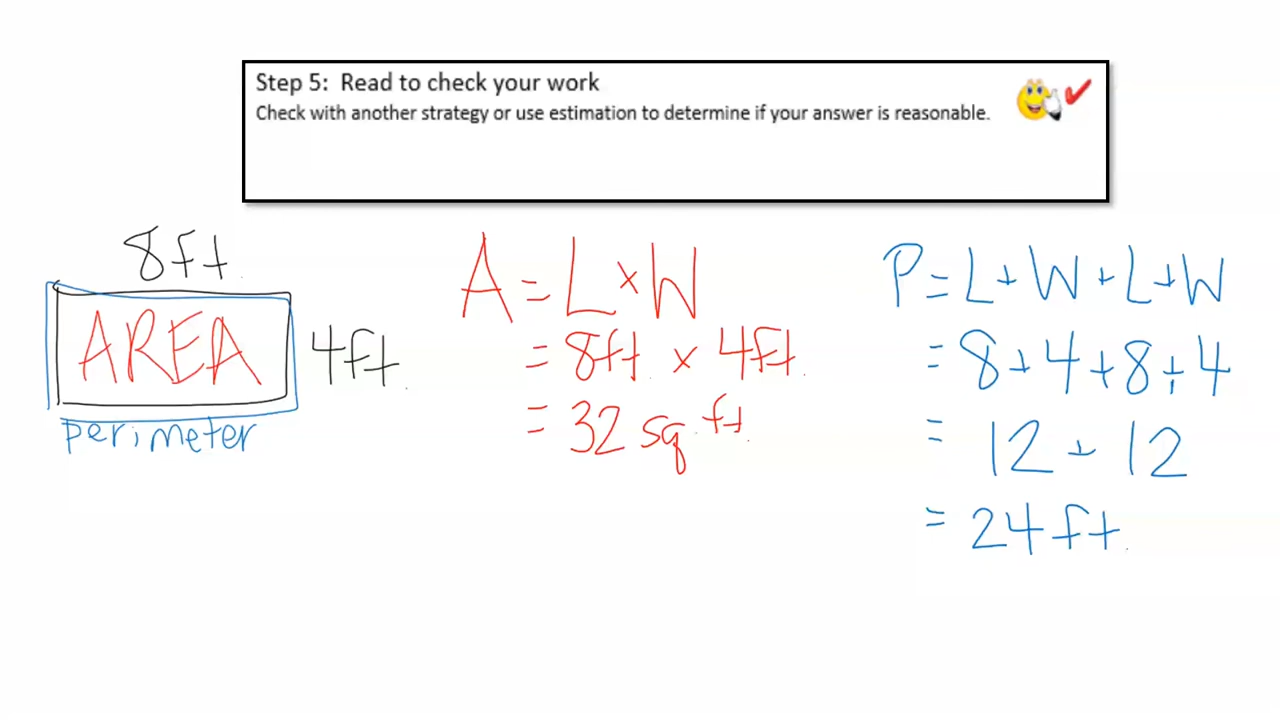 Step 5: Read to check your work
Check with another strategy or use estimation to determine if your answer is reasonable.
8ft.
AREA
4ft.
perimeter
A = L × W
= 8ft. × 4ft.
= 32 sq. ft.
P = L + W + L + W
= 8 + 4 + 8 + 4
= 12 + 12
= 24 ft.